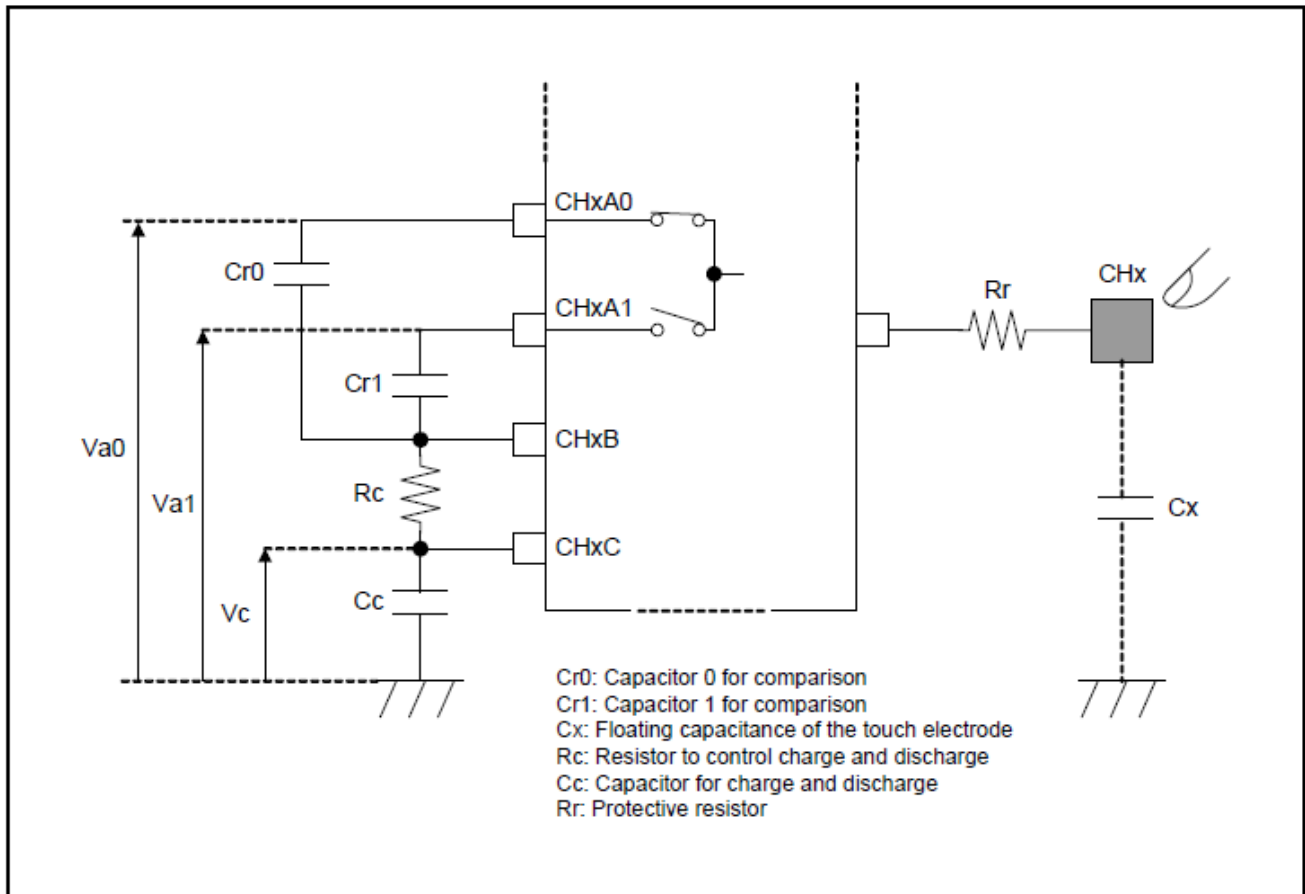 CHxA0
Cr0
CHxA1
Cr1
CHx
Rr
Va0
CHxB
Va1
Rc
Cx
CHxC
Vc
Cc
Cr0: Capacitor 0 for comparison
Cr1: Capacitor 1 for comparison
Cx: Floating capacitance of the touch electrode
Rc: Resistor to control charge and discharge
Cc: Capacitor for charge and discharge
Rr: Protective resistor